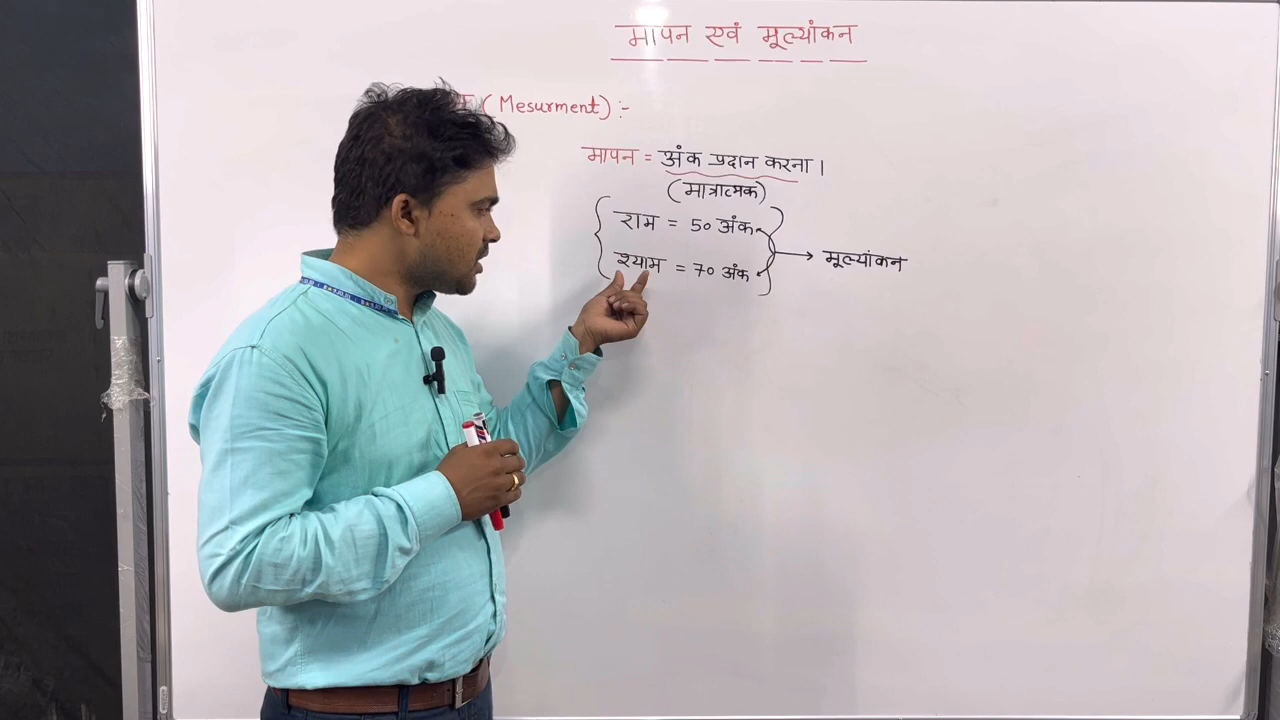 मापन एवं मूल्यांकन
(Mesurment) :-
मापन = अंक प्रदान करना।
(मात्रात्मक)
राम = 50 अंक
श्याम = 70 अंक
→ मूल्यांकन